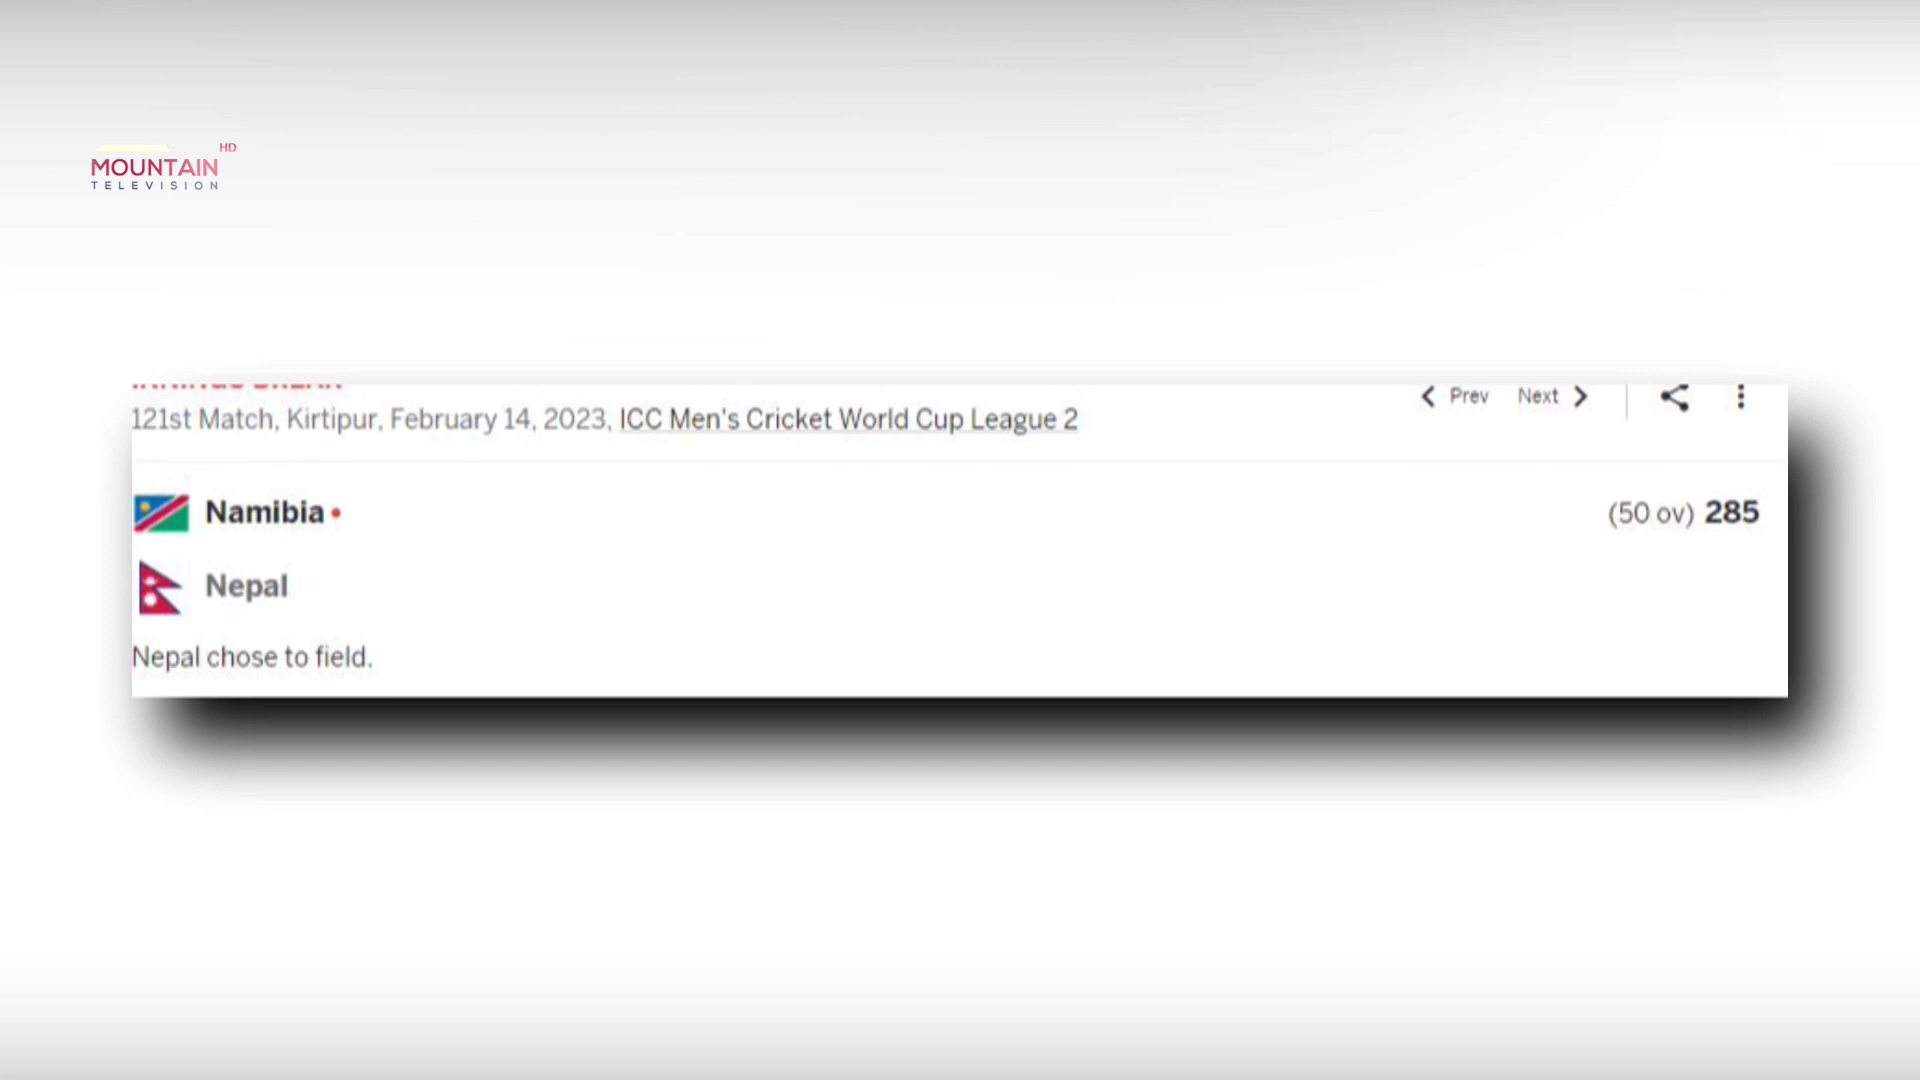 HD
MOUNTAIN
TELEVISION
121st Match, Kirtipur, February 14, 2023, ICC Men's Cricket World Cup League 2
Prev Next
Namibia (50 ov) 285
Nepal
Nepal chose to field.